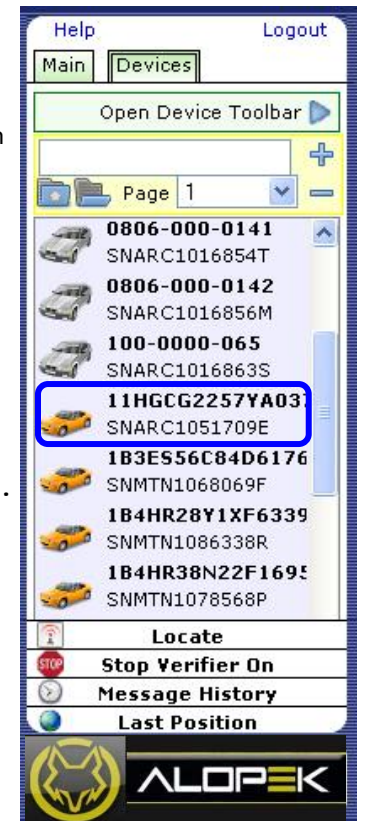 Help Logout
Main Devices
Open Device Toolbar
Page 1
0806-000-0141
SNARC1016854T
0806-000-0142
SNARC1016856M
100-0000-065
SNARC1016863S
11HGCG2257YA037
SNARC1051709E
1B3ES56C84D6176
SNMTN1068069F
1B4HR28Y1XF6339
SNMTN1086338R
1B4HR38N22F1695
SNMTN1078568P
Locate
STOP Stop Verifier On
Message History
Last Position
ALOPEK